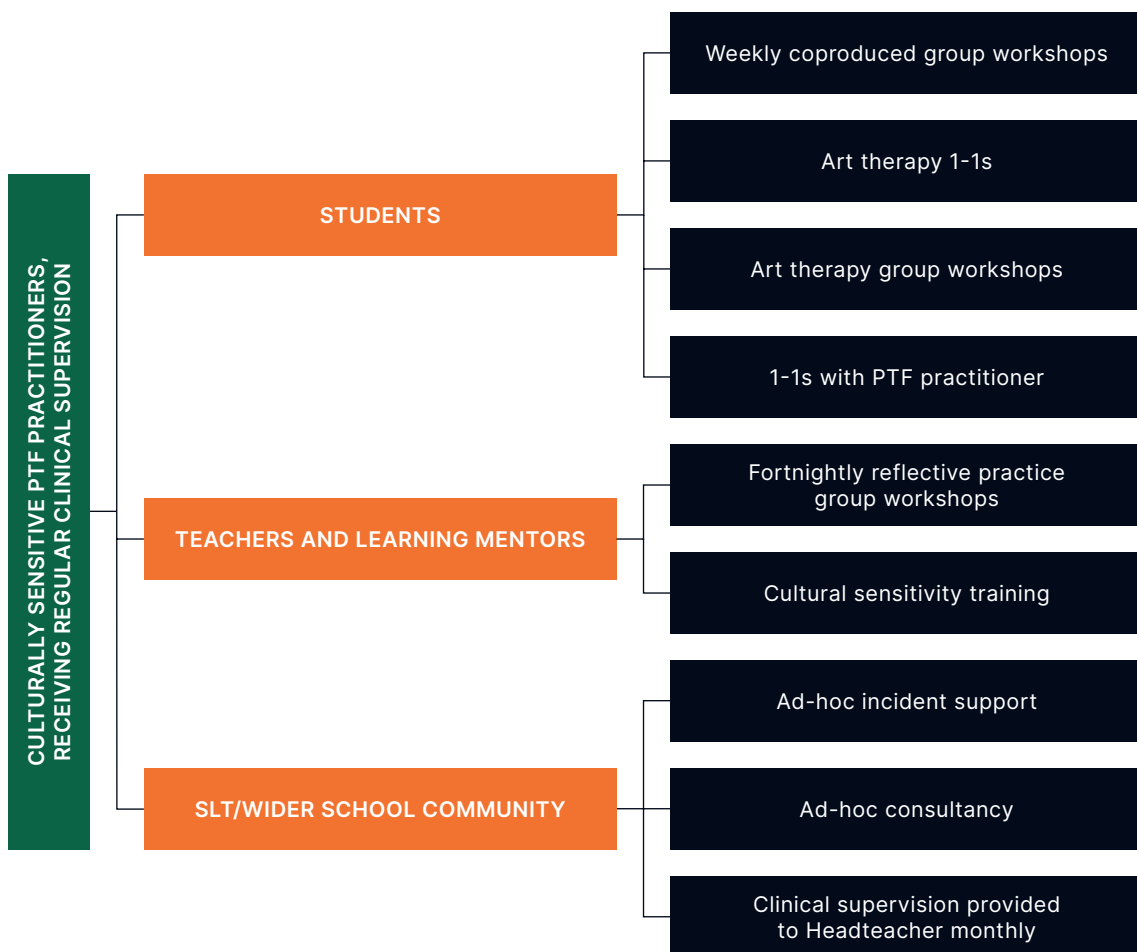 CULTURALLY SENSITIVE PTF PRACTITIONERS,
RECEIVING REGULAR CLINICAL SUPERVISION
STUDENTS
Weekly coproduced group workshops
Art therapy 1-1s
Art therapy group workshops
1-1s with PTF practitioner
TEACHERS AND LEARNING MENTORS
Fortnightly reflective practice
group workshops
Cultural sensitivity training
SLT/WIDER SCHOOL COMMUNITY
Ad-hoc incident support
Ad-hoc consultancy
Clinical supervision provided
to Headteacher monthly